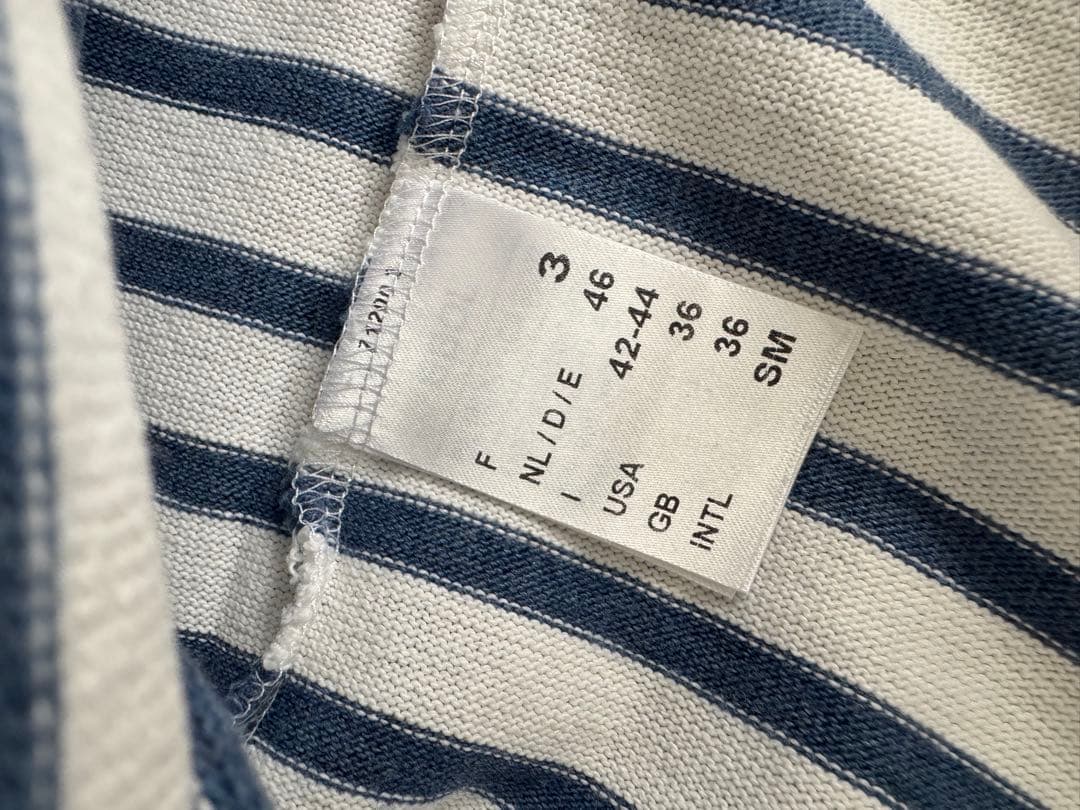 F 3
NL/D/E 46
I 42-44
USA 36
GB 36
INTL SM